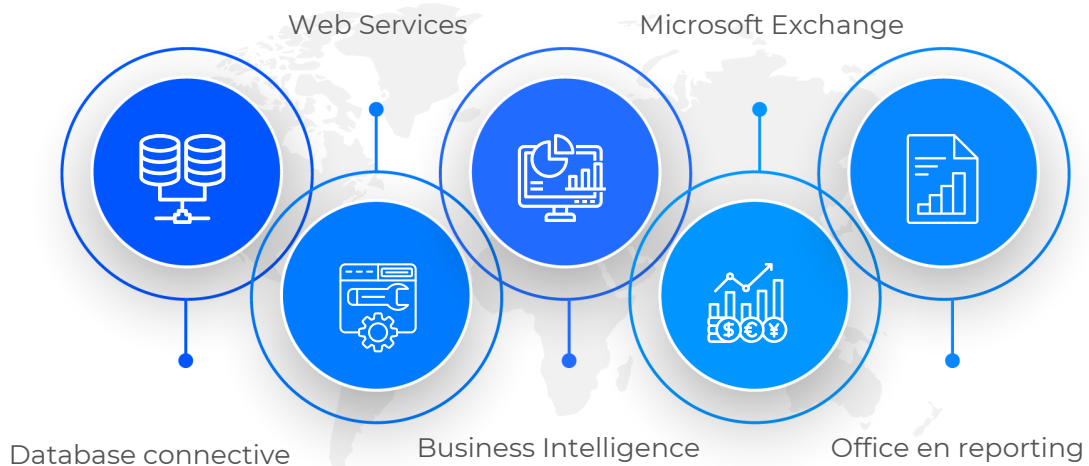 Web Services
Microsoft Exchange
$ € ¥
Database connective
Business Intelligence
Office en reporting